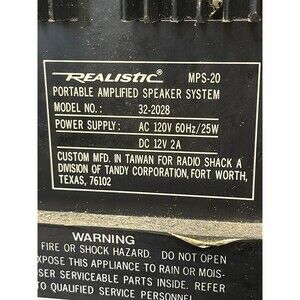 REALISTIC® MPS-20
PORTABLE AMPLIFIED SPEAKER SYSTEM
MODEL NO. : 32-2028
POWER SUPPLY: AC 120V 60Hz/25W
DC 12V 2A
CUSTOM MFD. IN TAIWAN FOR RADIO SHACK A
DIVISION OF TANDY CORPORATION, FORT WORTH,
TEXAS, 76102
WARNING
FIRE OR SHOCK HAZARD. DO NOT OPEN
EXPOSE THIS APPLIANCE TO RAIN OR MOIS-
SER SERVICEABLE PARTS INSIDE. REFER
TO QUALIFIED SERVICE PERSONNEL